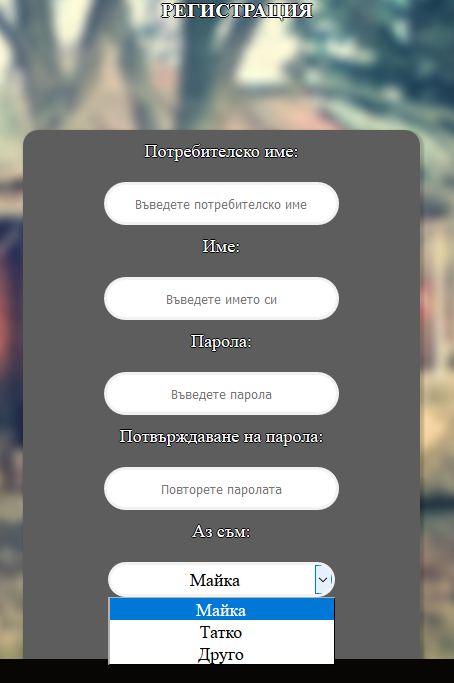 РЕГИСТРАЦИЯ
Потребителско име:
Въведете потребителско име
Име:
Въведете името си
Парола:
Въведете парола
Потвърждаване на парола:
Повторете паролата
Аз съм:
Майка
Майка
Татко
Друго